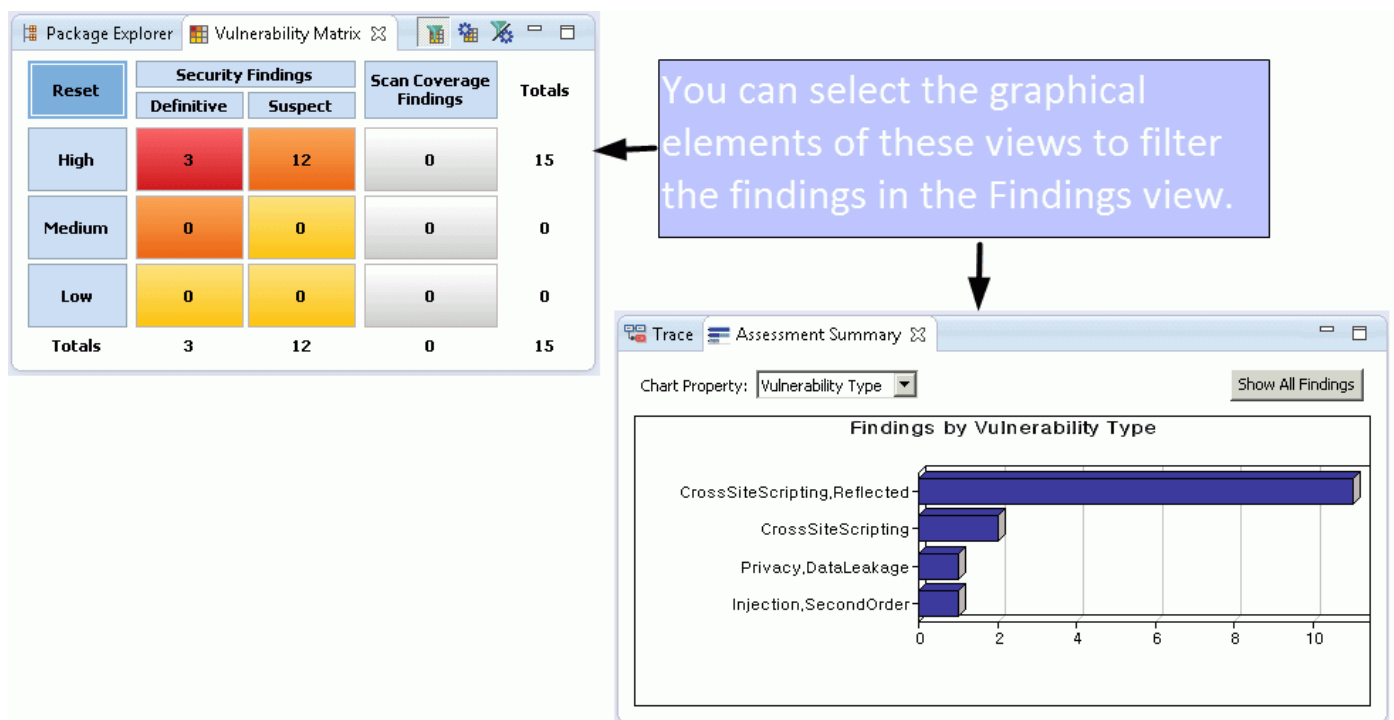 Package Explorer Vulnerability Matrix
Reset Security Findings Scan Coverage Findings Totals
Definitive Suspect
High 3 12 0 15
Medium 0 0 0 0
Low 0 0 0 0
Totals 3 12 0 15
You can select the graphical
elements of these views to filter
the findings in the Findings view.
Trace Assessment Summary
Chart Property: Vulnerability Type Show All Findings
Findings by Vulnerability Type
CrossSiteScripting,Reflected
CrossSiteScripting
Privacy,DataLeakage
Injection,SecondOrder
0 2 4 6 8 10